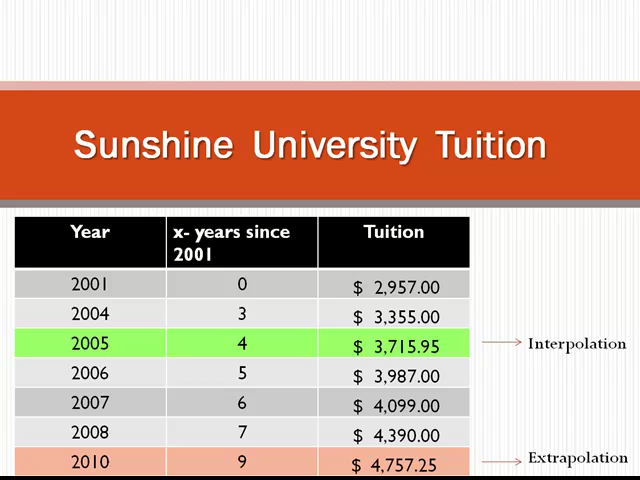 Sunshine University Tuition
Year x- years since 2001 Tuition
2001 0 $ 2,957.00
2004 3 $ 3,355.00
2005 4 $ 3,715.95 Interpolation
2006 5 $ 3,987.00
2007 6 $ 4,099.00
2008 7 $ 4,390.00
2010 9 $ 4,757.25 Extrapolation